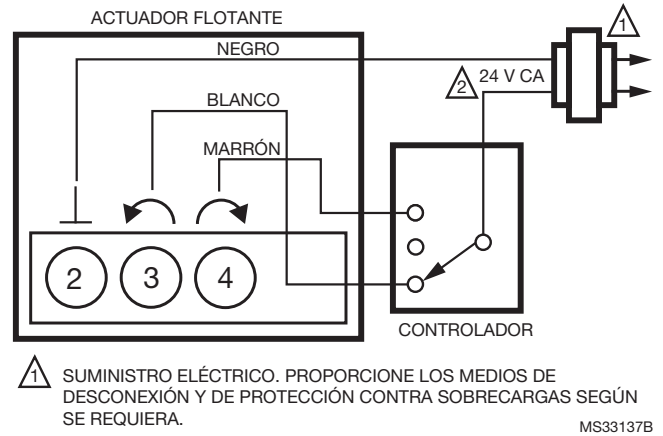 ACTUADOR FLOTANTE
1
NEGRO
2
24 V CA
BLANCO
MARRÓN
2 3 4
CONTROLADOR
1 SUMINISTRO ELÉCTRICO. PROPORCIONE LOS MEDIOS DE
DESCONEXIÓN Y DE PROTECCIÓN CONTRA SOBRECARGAS SEGÚN
SE REQUIERA.
MS33137B